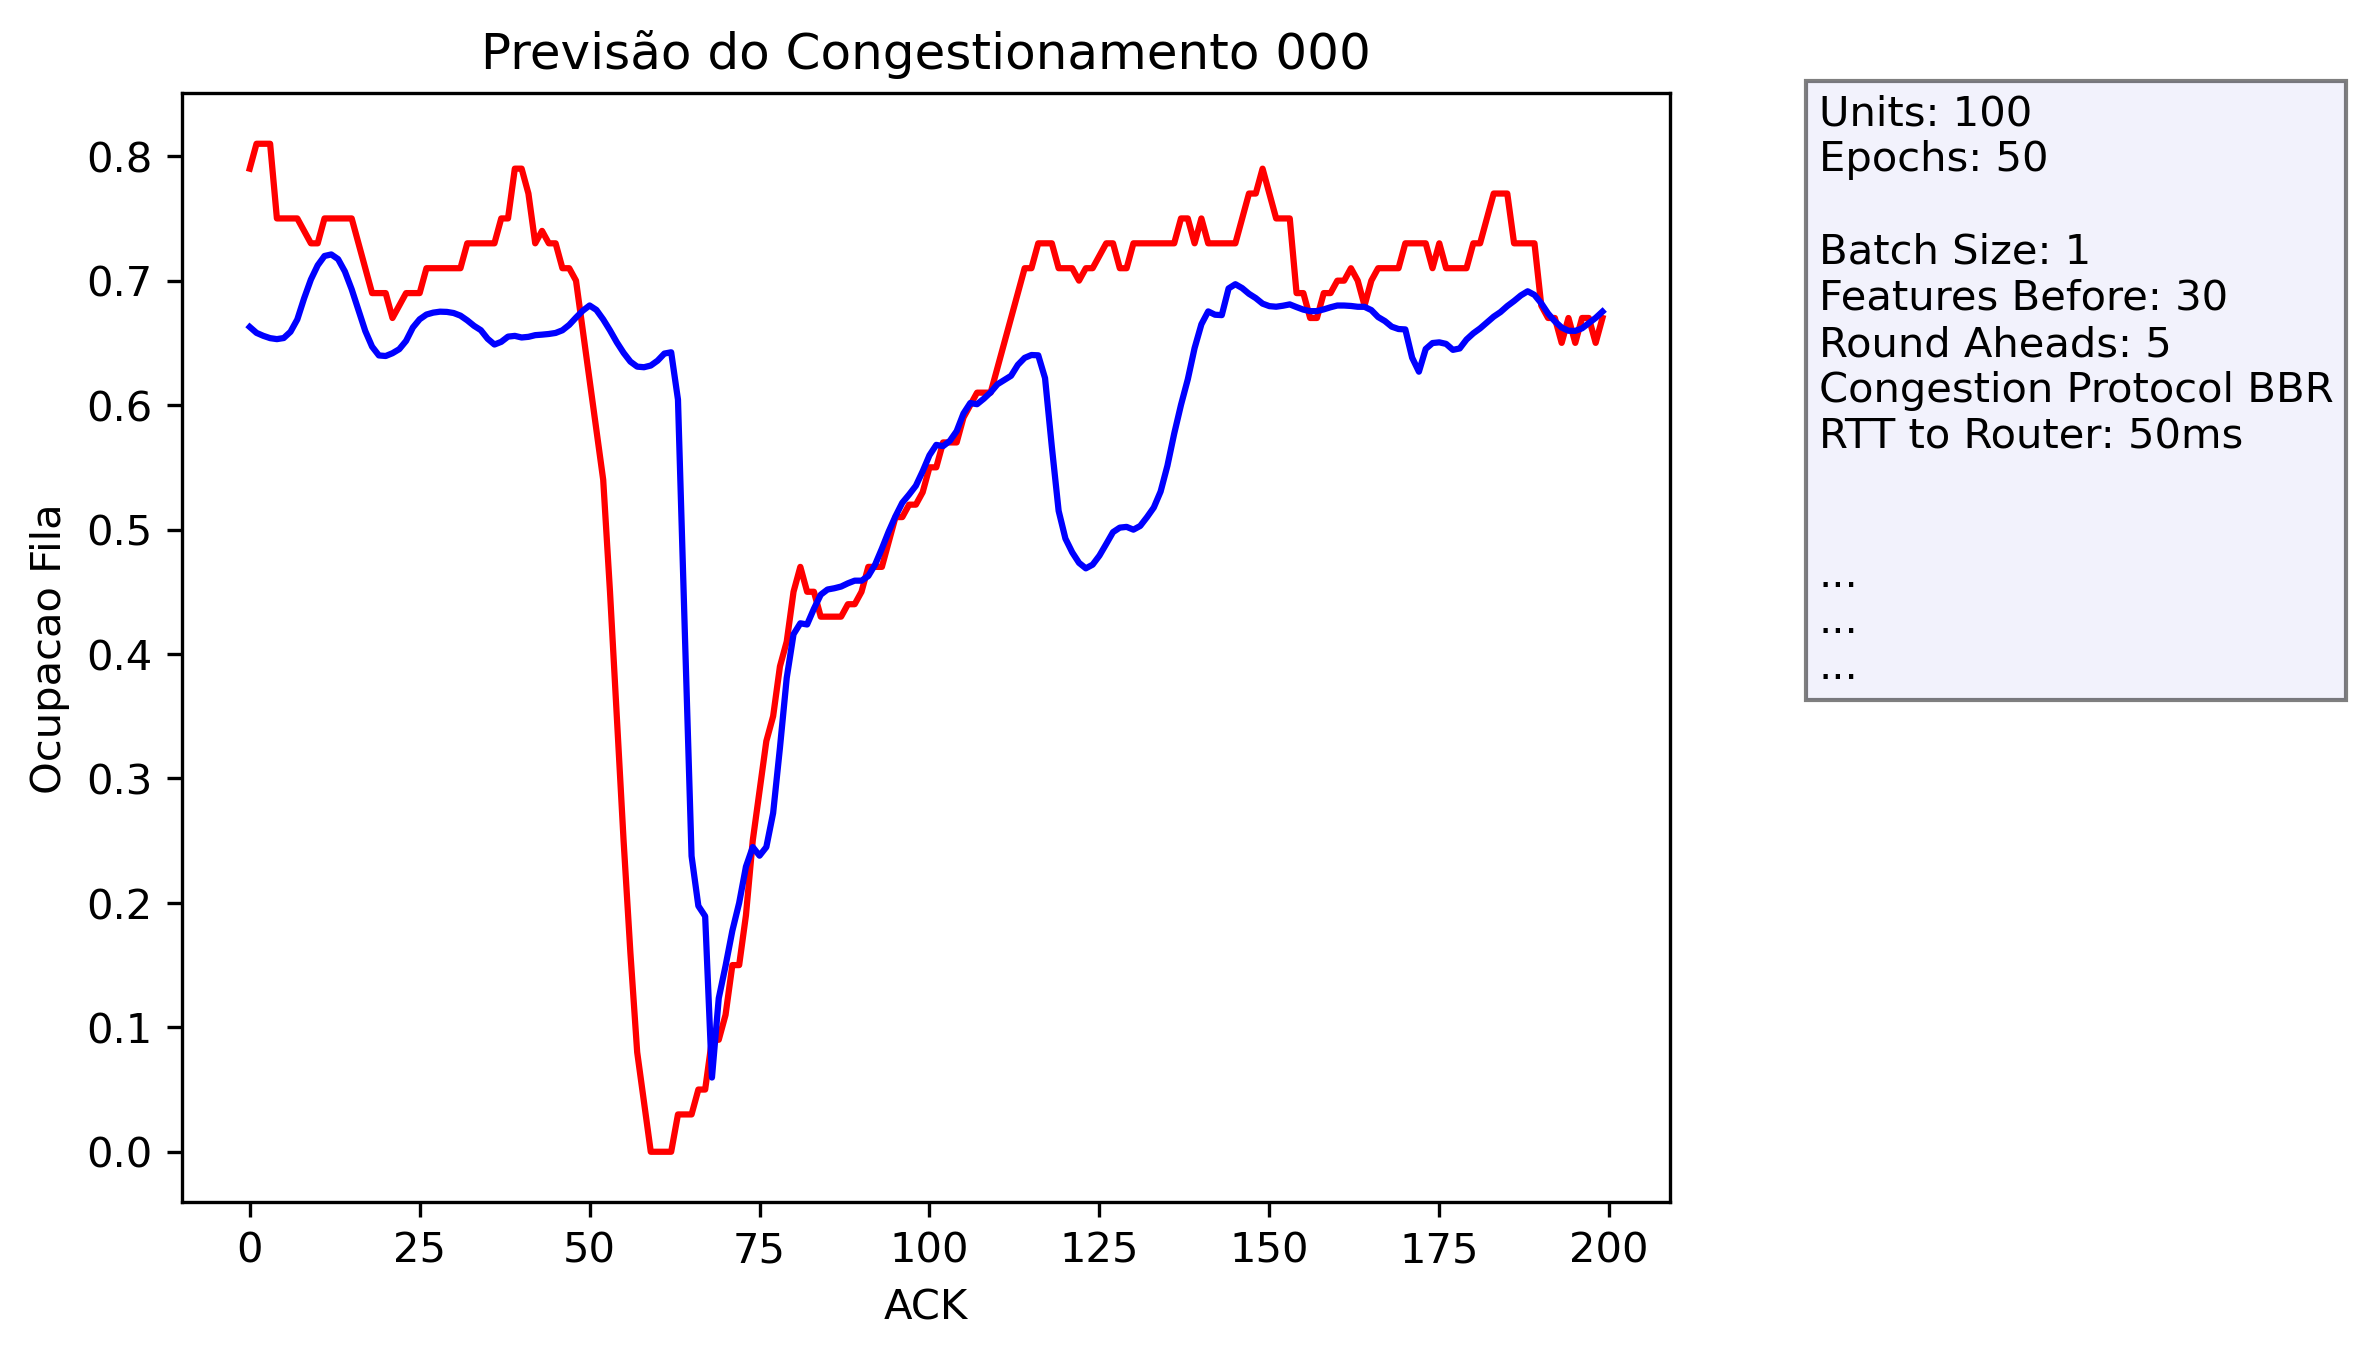 Previsão do Congestionamento 000
Units: 100
Epochs: 50
Batch Size: 1
Features Before: 30
Round Aheads: 5
Congestion Protocol BBR
RTT to Router: 50ms
...
...
...
Ocupacao Fila
0.8
0.7
0.6
0.5
0.4
0.3
0.2
0.1
0.0
0 25 50 75 100 125 150 175 200
ACK